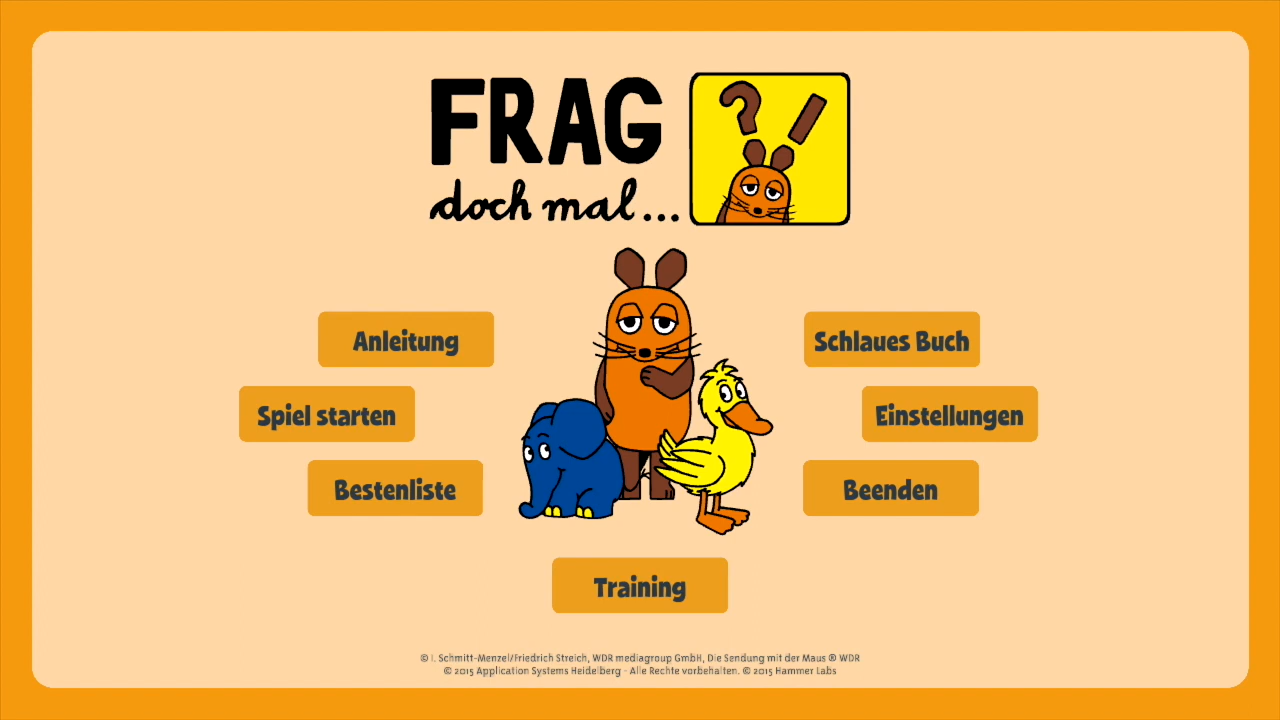 FRAG
doch mal...
? !
Anleitung
Schlaues Buch
Spiel starten
Einstellungen
Bestenliste
Beenden
Training
© I. Schmitt-Menzel/Friedrich Streich, WDR mediagroup GmbH, Die Sendung mit der Maus ® WDR
© 2015 Application Systems Heidelberg - Alle Rechte vorbehalten. © 2015 Hammer Labs